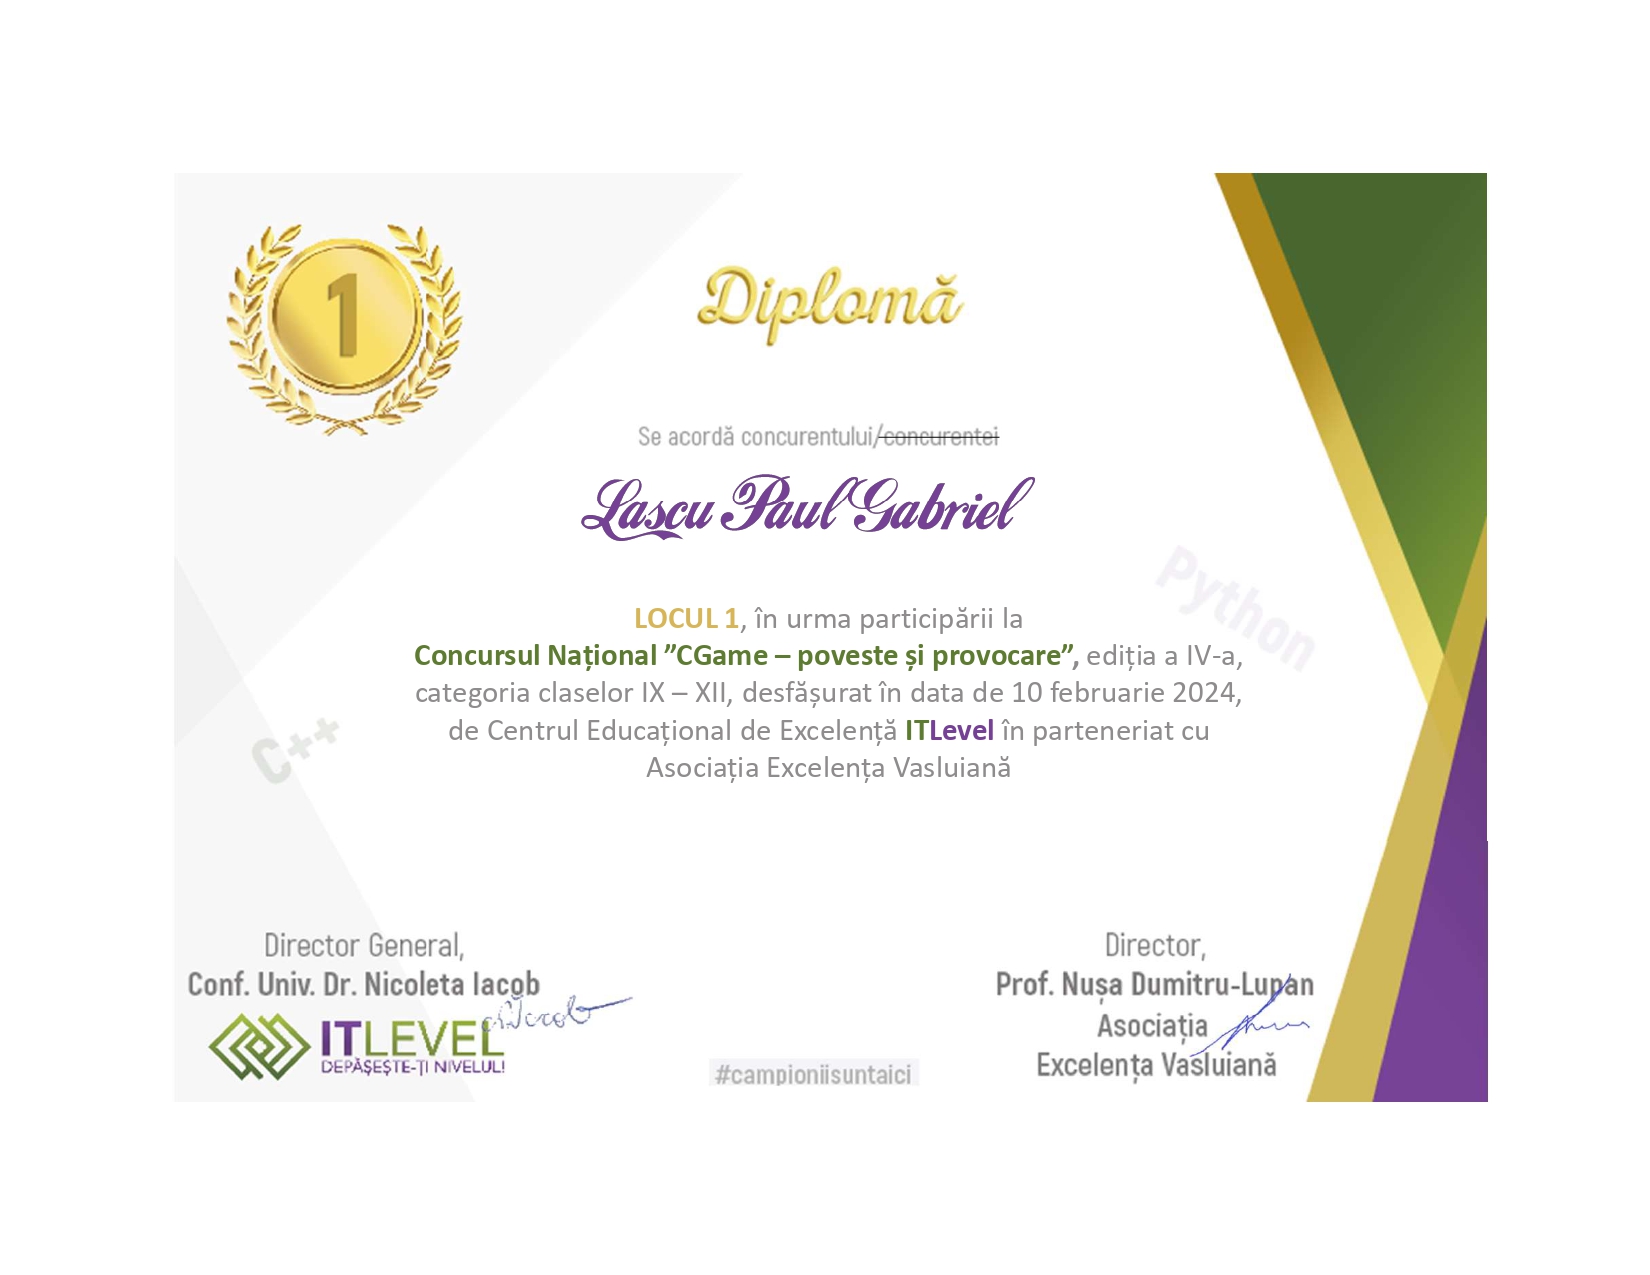 1
Diplomă
Se acordă concurentului/concurentei
Lascu Paul Gabriel
Python
LOCUL 1, în urma participării la
Concursul Național ”CGame – poveste și provocare”, ediția a IV-a,
categoria claselor IX – XII, desfășurat în data de 10 februarie 2024,
de Centrul Educațional de Excelență ITLevel în parteneriat cu
Asociația Excelența Vasluiană
C++
Director General,
Conf. Univ. Dr. Nicoleta Iacob
NIacob
ITLEVEL
DEPĂȘEȘTE-ȚI NIVELUL!
#campioniisuntaici
Director,
Prof. Nușa Dumitru-Lupan
Asociația
Excelența Vasluiană